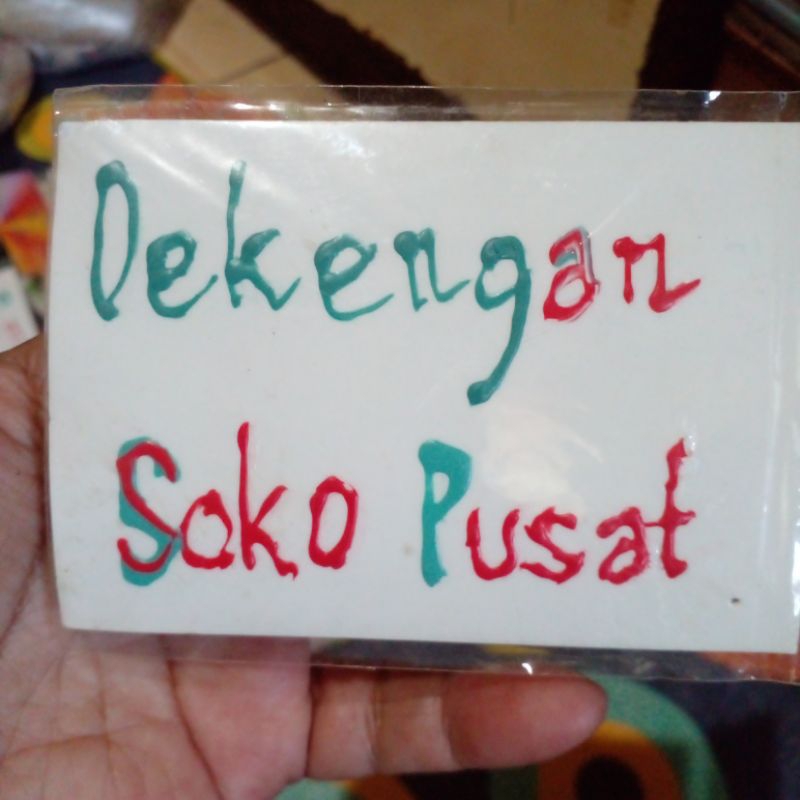 Dekengan
Soko Pusat